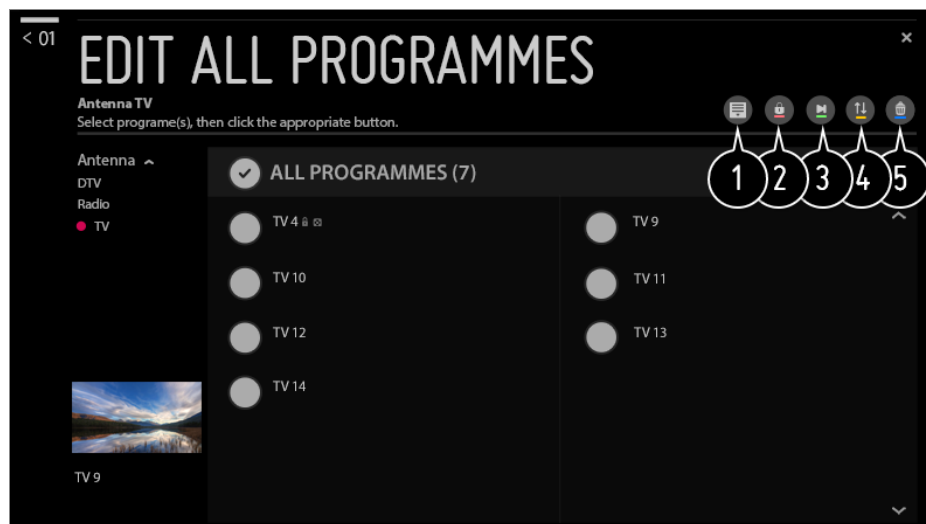 < 01
EDIT ALL PROGRAMMES
×
Antenna TV
Select programe(s), then click the appropriate button.
1 2 3 4 5
Antenna
DTV
Radio
TV
ALL PROGRAMMES (7)
TV 4
TV 9
TV 10
TV 11
TV 12
TV 13
TV 14
TV 9